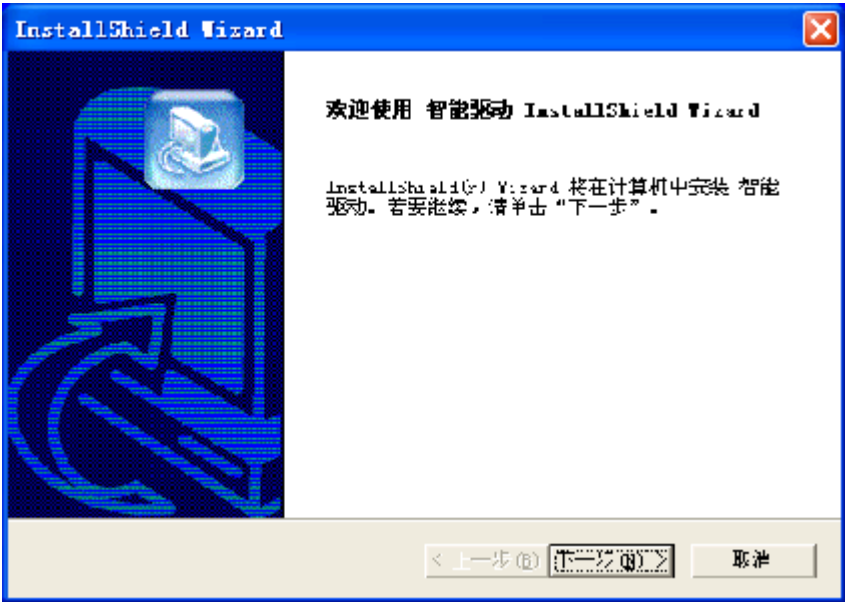 InstallShield Wizard
欢迎使用 智能驱动 InstallShield Wizard
InstallShield(r) Wizard 将在计算机中安装 智能
驱动。若要继续，请单击“下一步”。
< 上一步(B) 下一步(N) > 取消